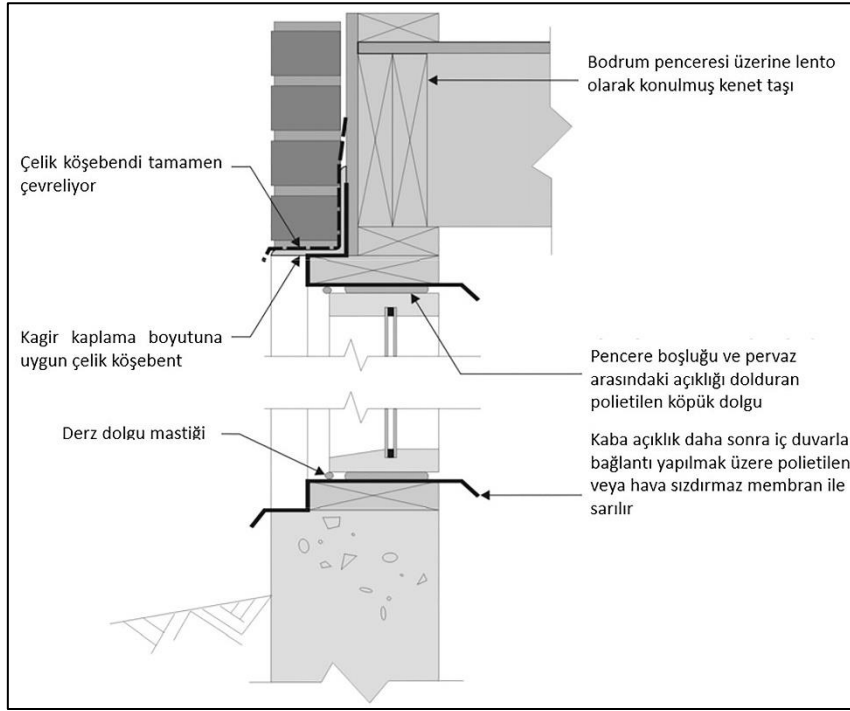 Bodrum penceresi üzerine lento
olarak konulmuş kenet taşı
Çelik köşebendi tamamen
çevreliyor
Kagir kaplama boyutuna
uygun çelik köşebent
Pencere boşluğu ve pervaz
arasındaki açıklığı dolduran
polietilen köpük dolgu
Derz dolgu mastiği
Kaba açıklık daha sonra iç duvarla
bağlantı yapılmak üzere polietilen
veya hava sızdırmaz membran ile
sarılır